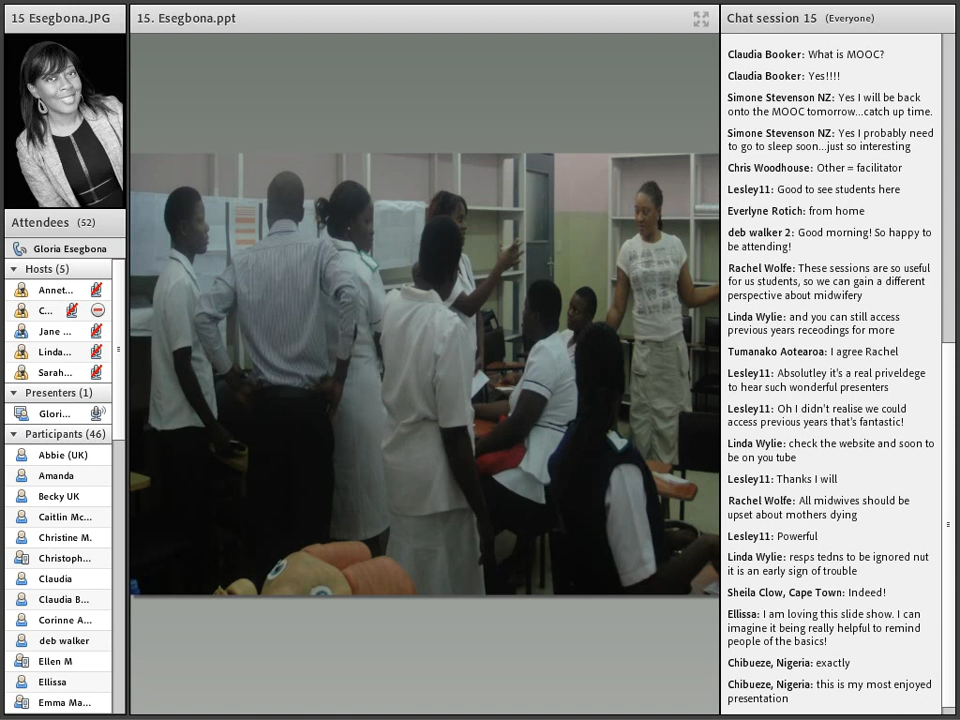 15 Esegbona.JPG
Attendees (52)
Gloria Esegbona
Hosts (5)
Annet...
C...
Jane ...
Linda...
Sarah...
Presenters (1)
Glori...
Participants (46)
Abbie (UK)
Amanda
Becky UK
Caitlin Mc...
Christine M.
Christoph...
Claudia
Claudia B...
Corinne A...
deb walker
Ellen M
Ellissa
Emma Ma...
15. Esegbona.ppt
Chat session 15 (Everyone)
Claudia Booker: What is MOOC?
Claudia Booker: Yes!!!!
Simone Stevenson NZ: Yes I will be back
onto the MOOC tomorrow...catch up time.
Simone Stevenson NZ: Yes I probably need
to go to sleep soon...just so interesting
Chris Woodhouse: Other = facilitator
Lesley11: Good to see students here
Everlyne Rotich: from home
deb walker 2: Good morning! So happy to
be attending!
Rachel Wolfe: These sessions are so useful
for us students, so we can gain a different
perspective about midwifery
Linda Wylie: and you can still access
previous years receodings for more
Tumanako Aotearoa: I agree Rachel
Lesley11: Absolutley it's a real priveldege
to hear such wonderful presenters
Lesley11: Oh I didn't realise we could
access previous years that's fantastic!
Linda Wylie: check the website and soon to
be on you tube
Lesley11: Thanks I will
Rachel Wolfe: All midwives should be
upset about mothers dying
Lesley11: Powerful
Linda Wylie: resps tedns to be ignored nut
it is an early sign of trouble
Sheila Clow, Cape Town: Indeed!
Ellissa: I am loving this slide show. I can
imagine it being really helpful to remind
people of the basics!
Chibueze, Nigeria: exactly
Chibueze, Nigeria: this is my most enjoyed
presentation